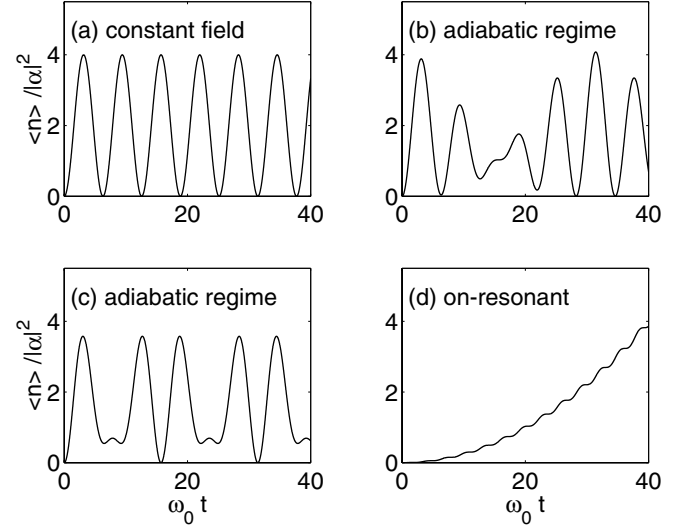 (a) constant field
<n> /|α|²
4
2
0
0 20 40
(b) adiabatic regime
4
2
0
0 20 40
(c) adiabatic regime
<n> /|α|²
4
2
0
0 20 40
ω₀ t
(d) on-resonant
4
2
0
0 20 40
ω₀ t